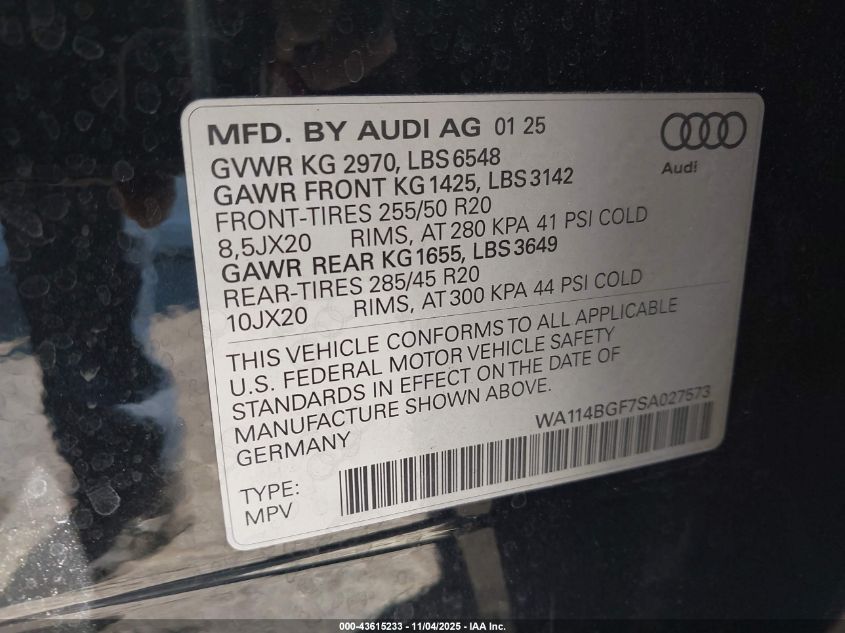 MFD. BY AUDI AG 01 25
GVWR KG 2970, LBS 6548
GAWR FRONT KG 1425, LBS 3142
FRONT-TIRES 255/50 R20
8,5JX20 RIMS, AT 280 KPA 41 PSI COLD
GAWR REAR KG 1655, LBS 3649
REAR-TIRES 285/45 R20
10JX20 RIMS, AT 300 KPA 44 PSI COLD
Audi
THIS VEHICLE CONFORMS TO ALL APPLICABLE
U.S. FEDERAL MOTOR VEHICLE SAFETY
STANDARDS IN EFFECT ON THE DATE OF
MANUFACTURE SHOWN ABOVE.
GERMANY
WA114BGF7SA027573
TYPE:
MPV
000-43615233 - 11/04/2025 - IAA Inc.